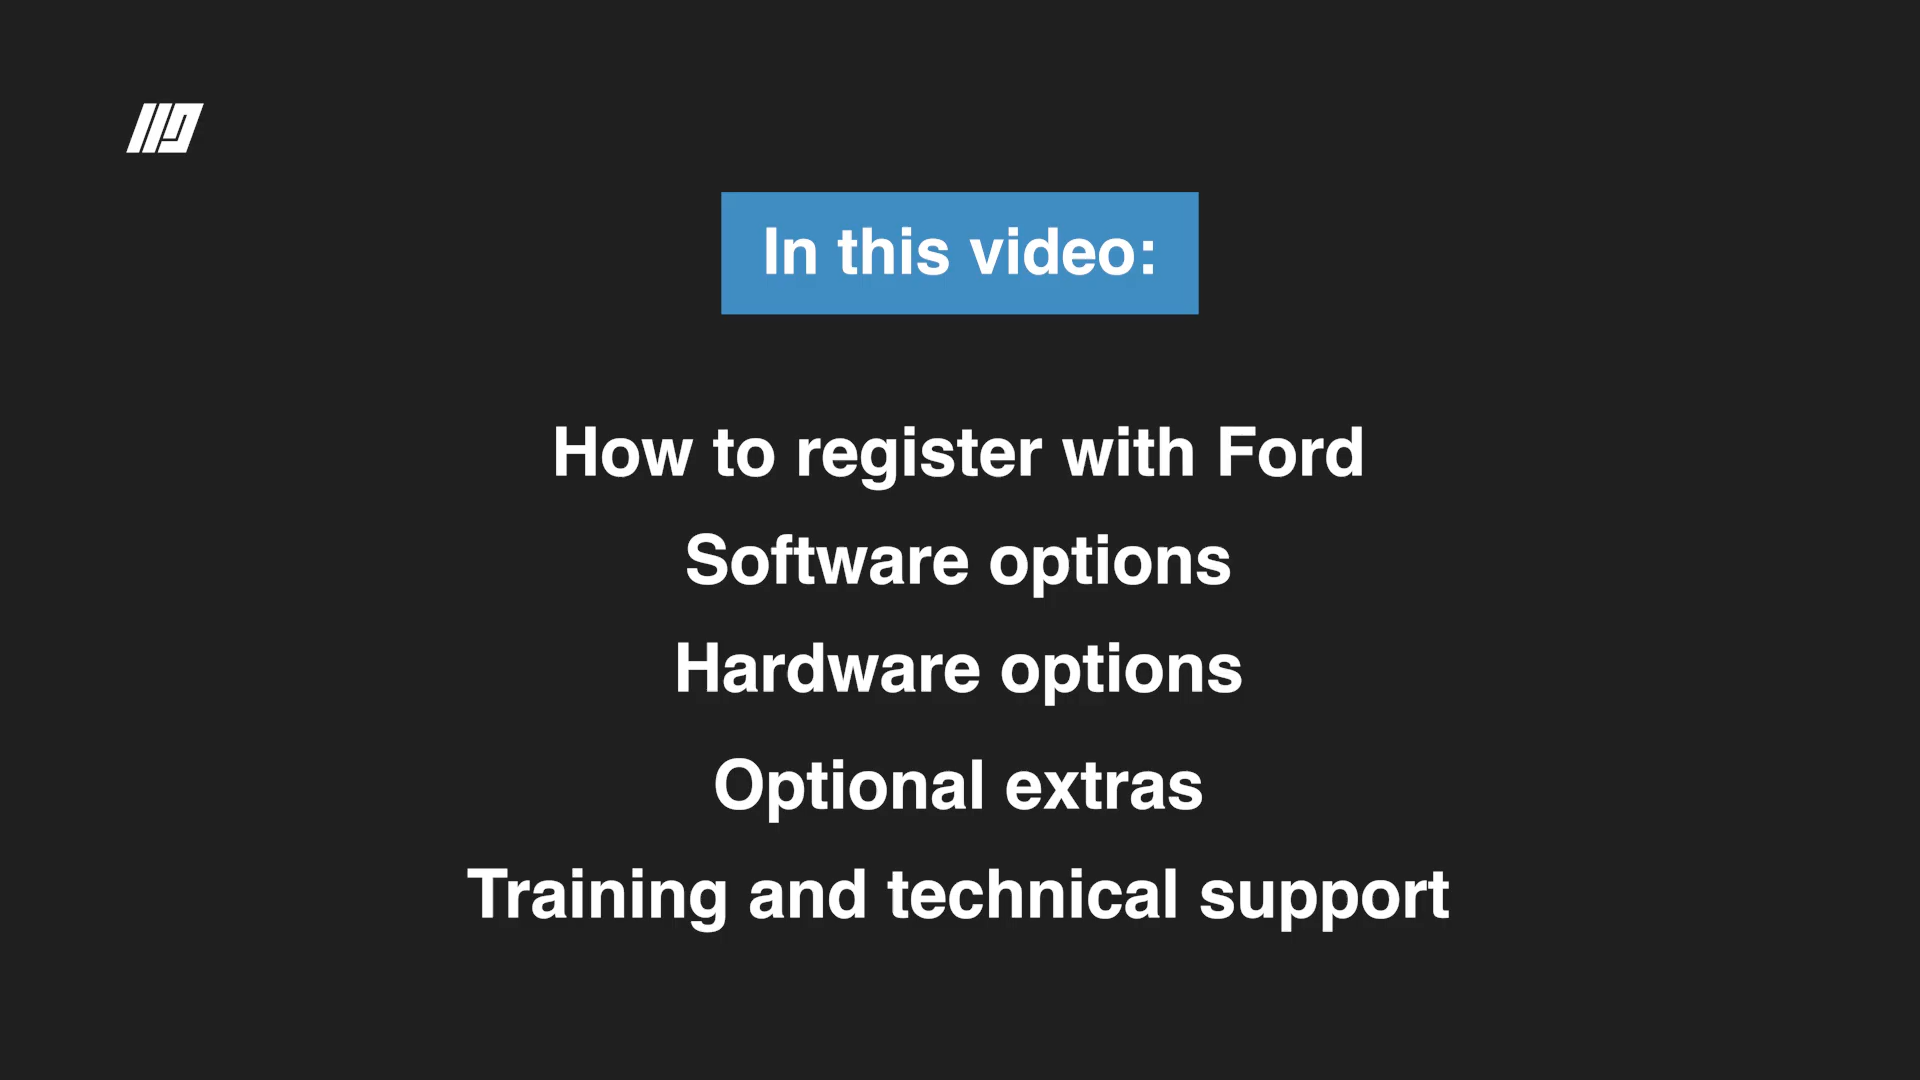 In this video:
How to register with Ford
Software options
Hardware options
Optional extras
Training and technical support